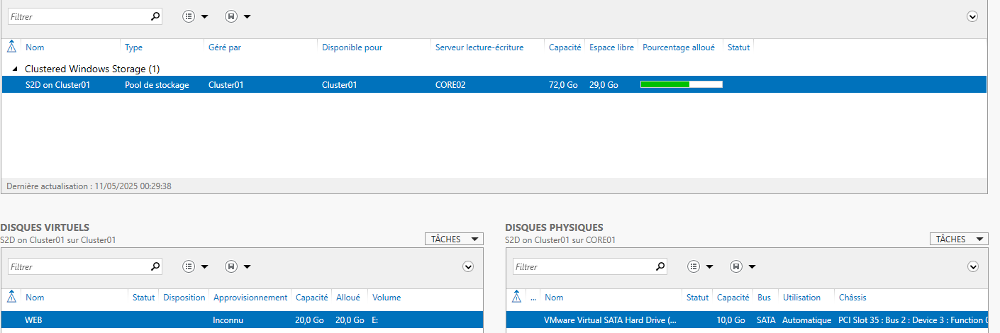 Filtrer
Nom Type Géré par Disponible pour Serveur lecture-écriture Capacité Espace libre Pourcentage alloué Statut
Clustered Windows Storage (1)
S2D on Cluster01 Pool de stockage Cluster01 Cluster01 CORE02 72,0 Go 29,0 Go
Dernière actualisation : 11/05/2025 00:29:38
DISQUES VIRTUELS
S2D on Cluster01 sur Cluster01
TÂCHES
Filtrer
Nom Statut Disposition Approvisionnement Capacité Alloué Volume
WEB Inconnu 20,0 Go 20,0 Go E:
DISQUES PHYSIQUES
S2D on Cluster01 sur CORE01
TÂCHES
Filtrer
... Nom Statut Capacité Bus Utilisation Châssis
VMware Virtual SATA Hard Drive (... 10,0 Go SATA Automatique PCI Slot 35 : Bus 2 : Device 3 : Function 0